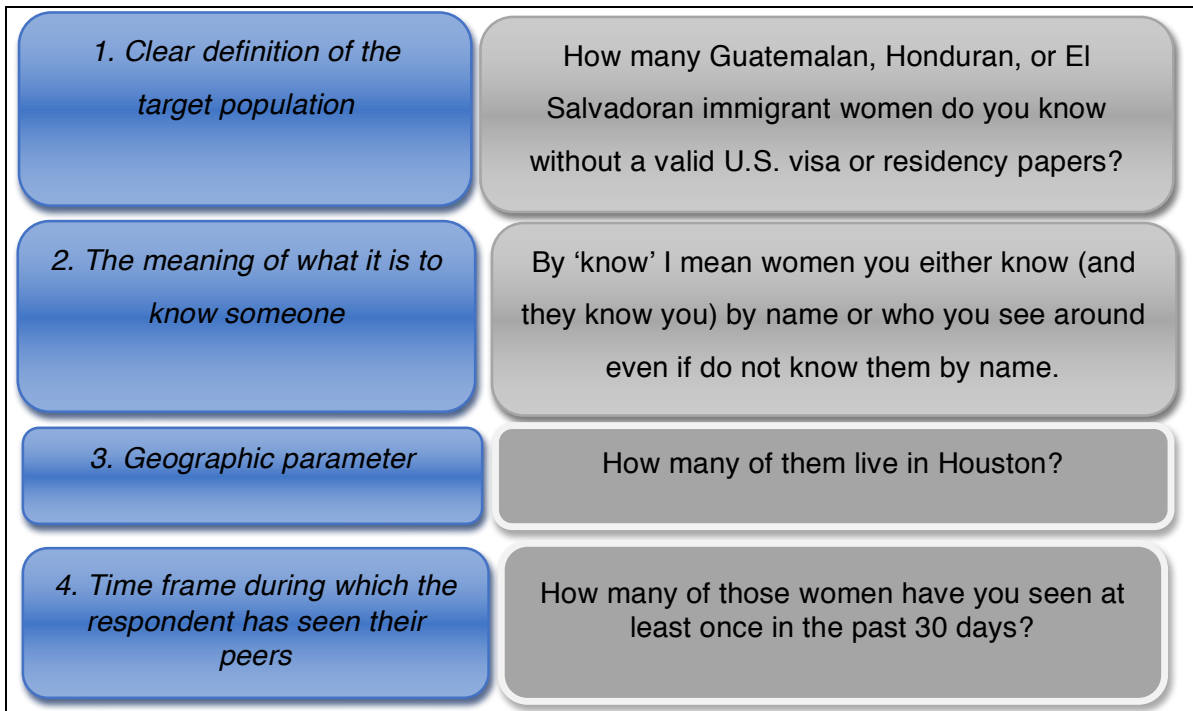 1. Clear definition of the
target population
How many Guatemalan, Honduran, or El
Salvadoran immigrant women do you know
without a valid U.S. visa or residency papers?
2. The meaning of what it is to
know someone
By ‘know’ I mean women you either know (and
they know you) by name or who you see around
even if do not know them by name.
3. Geographic parameter
How many of them live in Houston?
4. Time frame during which the
respondent has seen their
peers
How many of those women have you seen at
least once in the past 30 days?